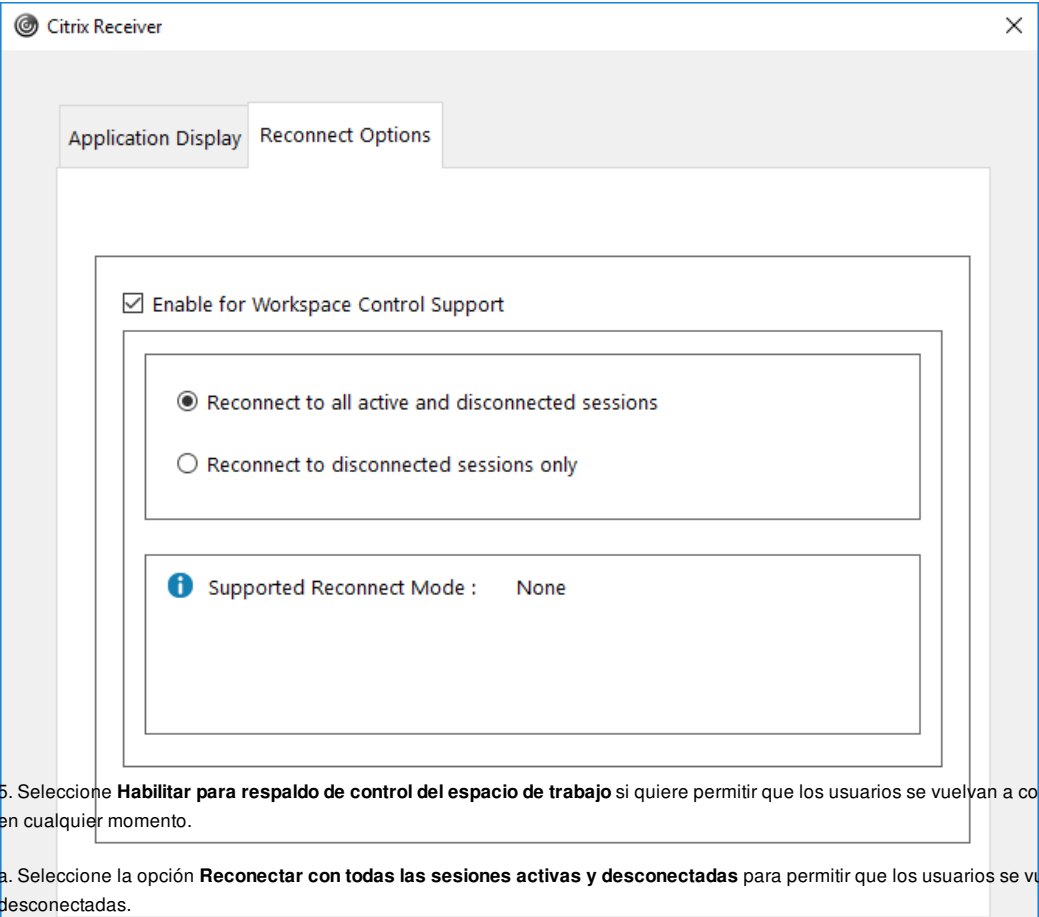 Citrix Receiver
Application Display
Reconnect Options
Enable for Workspace Control Support
Reconnect to all active and disconnected sessions
Reconnect to disconnected sessions only
Supported Reconnect Mode : None
5. Seleccione Habilitar para respaldo de control del espacio de trabajo si quiere permitir que los usuarios se vuelvan a co
en cualquier momento.
a. Seleccione la opción Reconectar con todas las sesiones activas y desconectadas para permitir que los usuarios se vu
desconectadas.